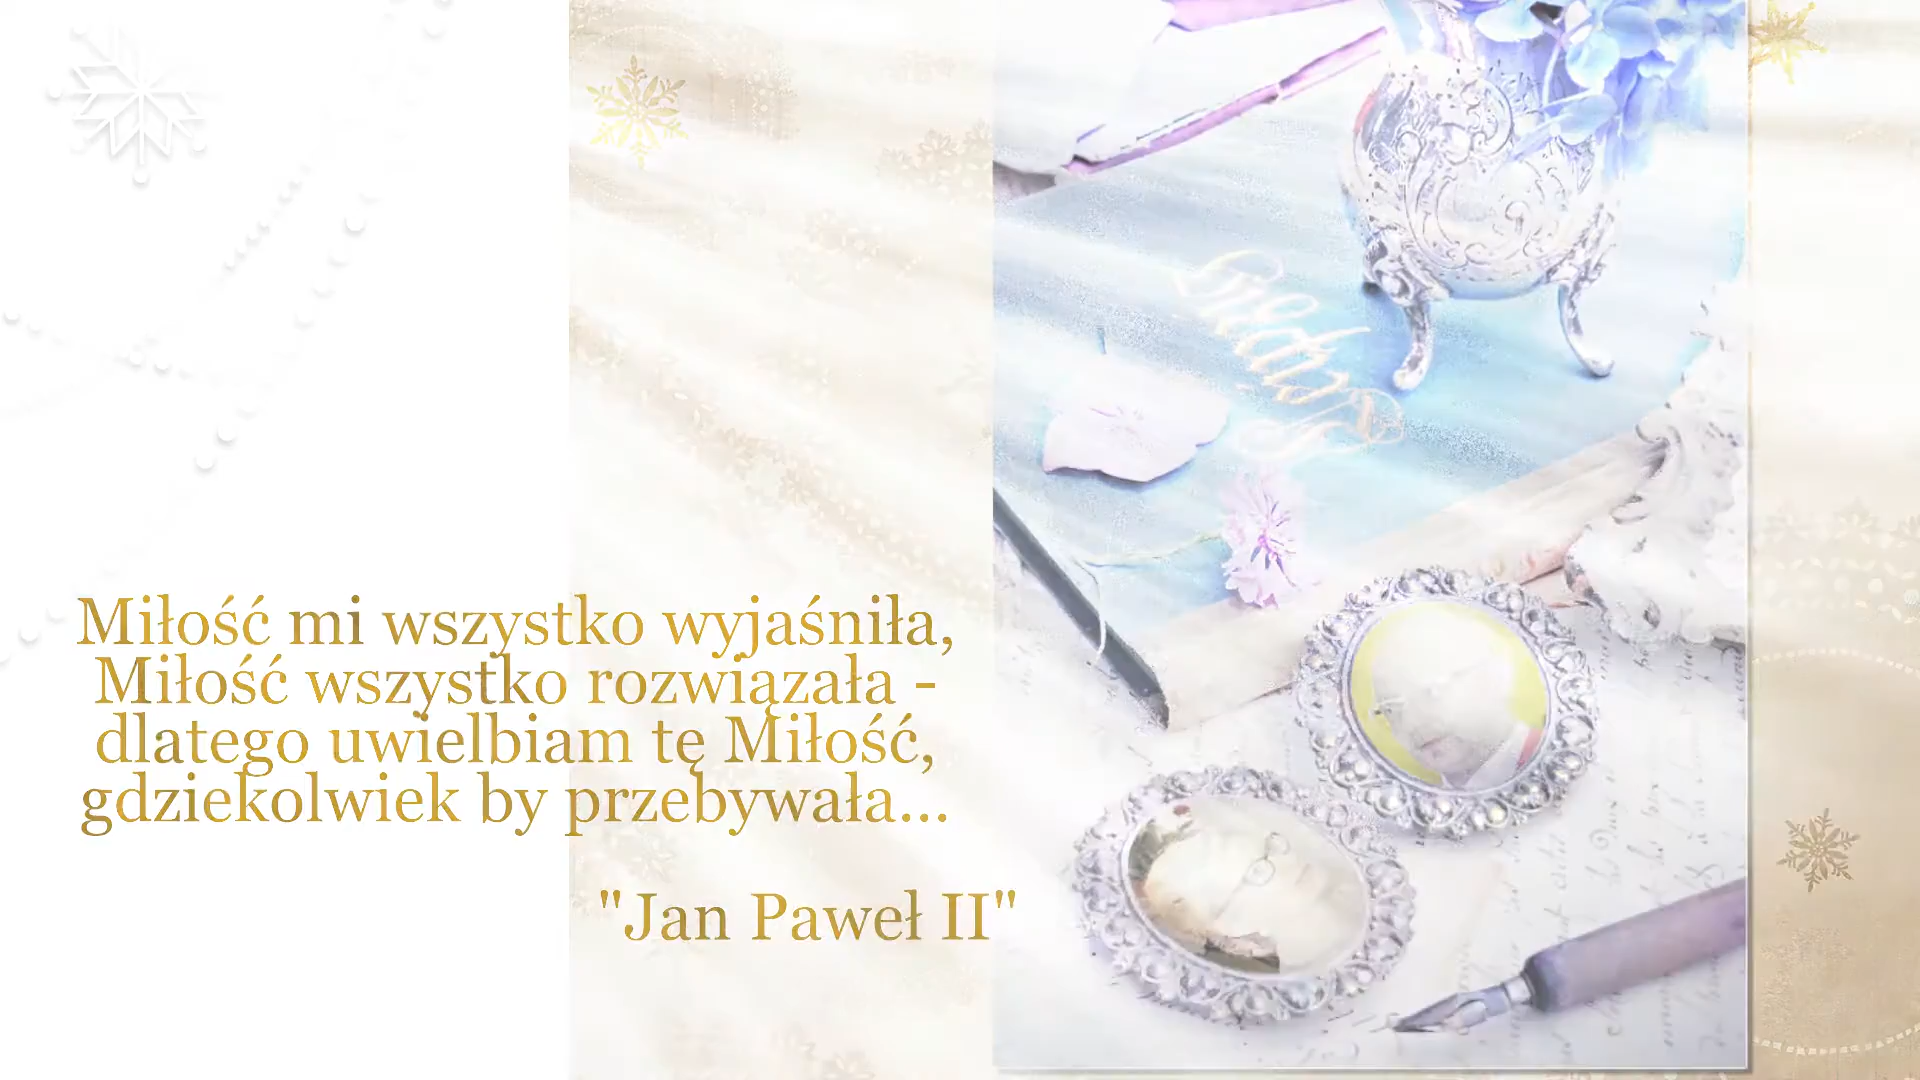 Miłość mi wszystko wyjaśniła,
Miłość wszystko rozwiązała -
dlatego uwielbiam tę Miłość,
gdziekolwiek by przebywała...
"Jan Paweł II"